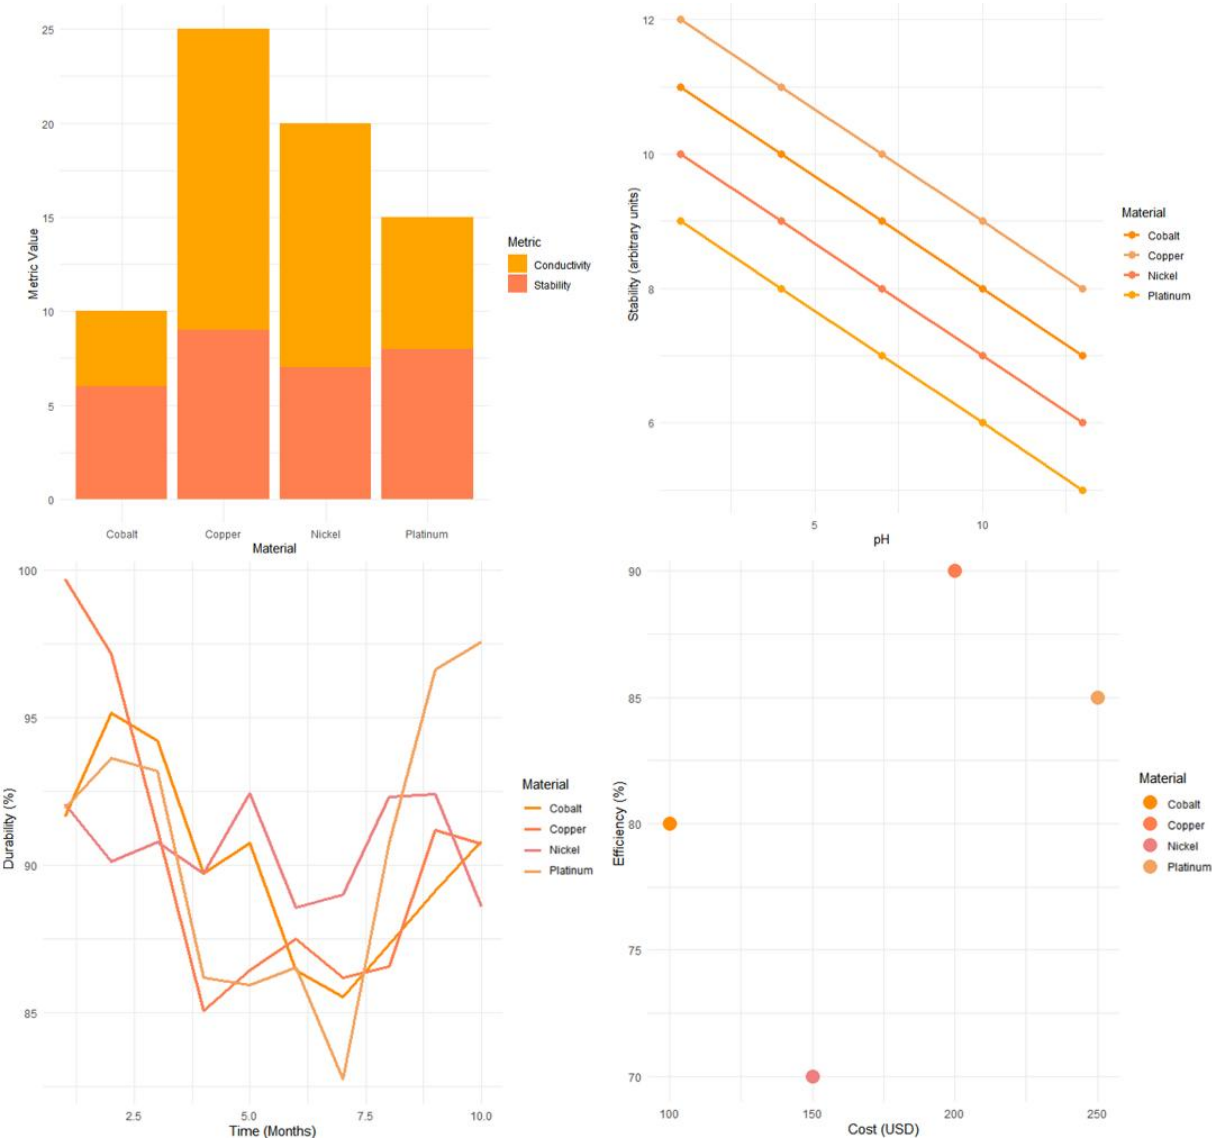 25
20
15
10
5
0
Metric Value
Cobalt Copper Nickel Platinum
Material
Metric
Conductivity
Stability
12
10
8
6
Stability (arbitrary units)
5 10
pH
Material
Cobalt
Copper
Nickel
Platinum
100
95
90
85
Durability (%)
2.5 5.0 7.5 10.0
Time (Months)
Material
Cobalt
Copper
Nickel
Platinum
90
85
80
75
70
Efficiency (%)
100 150 200 250
Cost (USD)
Material
Cobalt
Copper
Nickel
Platinum